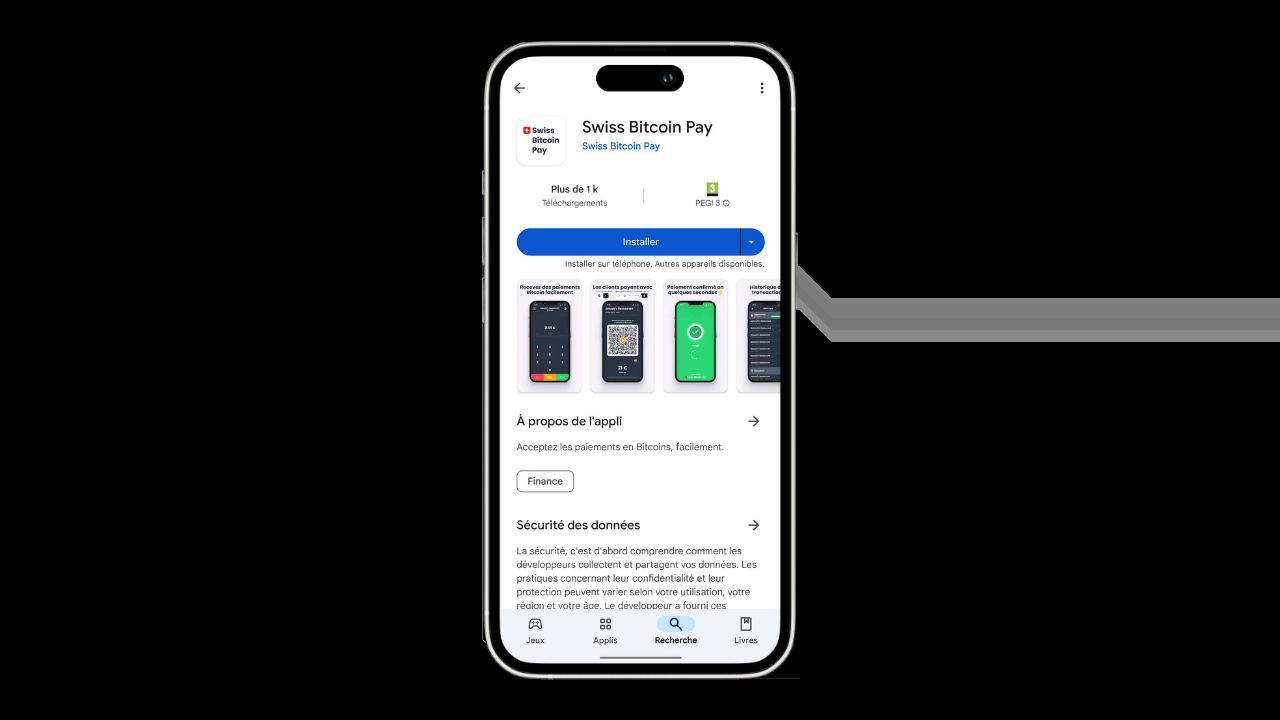 Swiss Bitcoin Pay
Swiss
Bitcoin
Pay
Swiss Bitcoin Pay
Plus de 1 k
Téléchargements
3
PEGI 3
Installer
Installer sur téléphone. Autres appareils disponibles.
Recevez des paiements
Bitcoin facilement
Les clients payent avec
Paiement confirmé en
quelques secondes ⚡
Historique d
transaction
21 €
À propos de l'appli
Acceptez les paiements en Bitcoins, facilement.
Finance
Sécurité des données
La sécurité, c'est d'abord comprendre comment les
développeurs collectent et partagent vos données. Les
pratiques concernant leur confidentialité et leur
protection peuvent varier selon votre utilisation, votre
région et votre âge. Le développeur a fourni ces
Jeux
Applis
Recherche
Livres